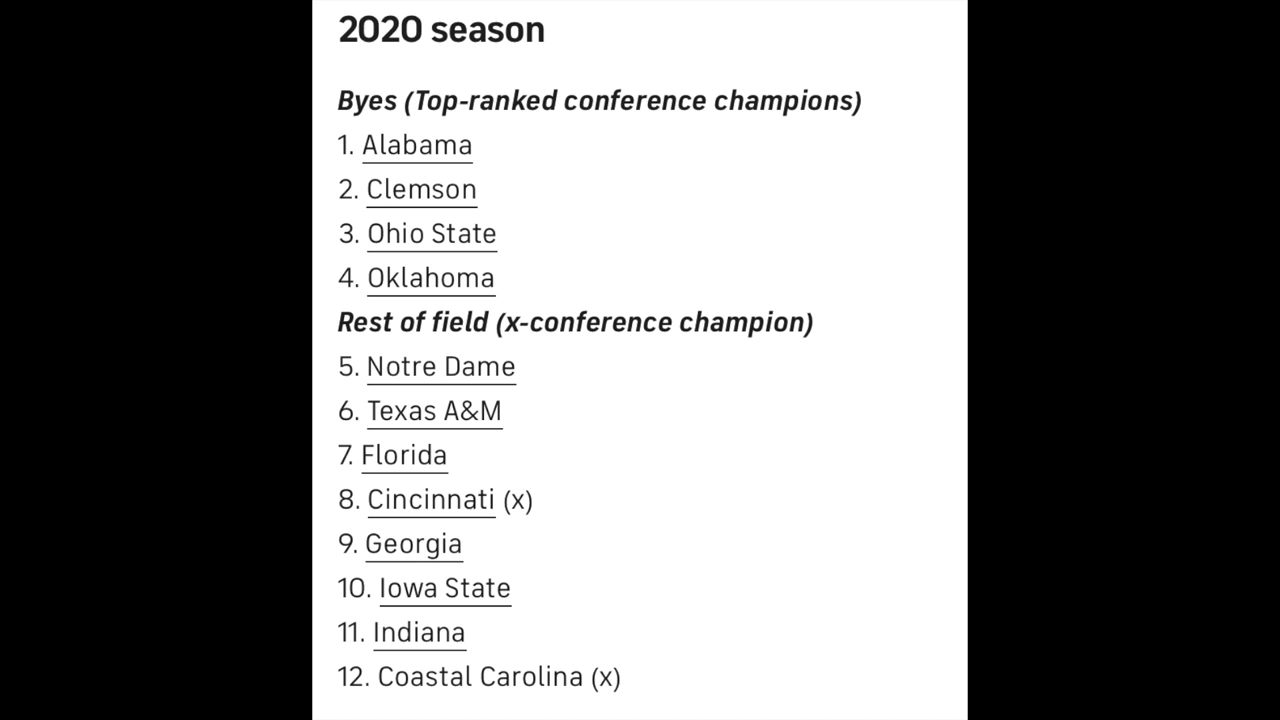 2020 season
Byes (Top-ranked conference champions)
1. Alabama
2. Clemson
3. Ohio State
4. Oklahoma
Rest of field (x-conference champion)
5. Notre Dame
6. Texas A&M
7. Florida
8. Cincinnati (x)
9. Georgia
10. Iowa State
11. Indiana
12. Coastal Carolina (x)